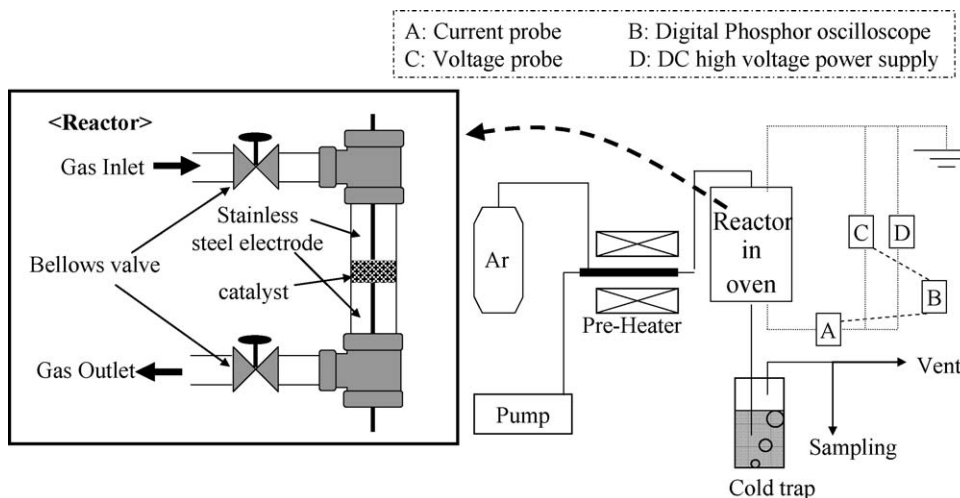 A: Current probe B: Digital Phosphor oscilloscope
C: Voltage probe D: DC high voltage power supply
<Reactor>
Gas Inlet
Stainless
steel electrode
Bellows valve
catalyst
Gas Outlet
Ar
Pre-Heater
Pump
Reactor
in
oven
C
D
B
A
Vent
Sampling
Cold trap